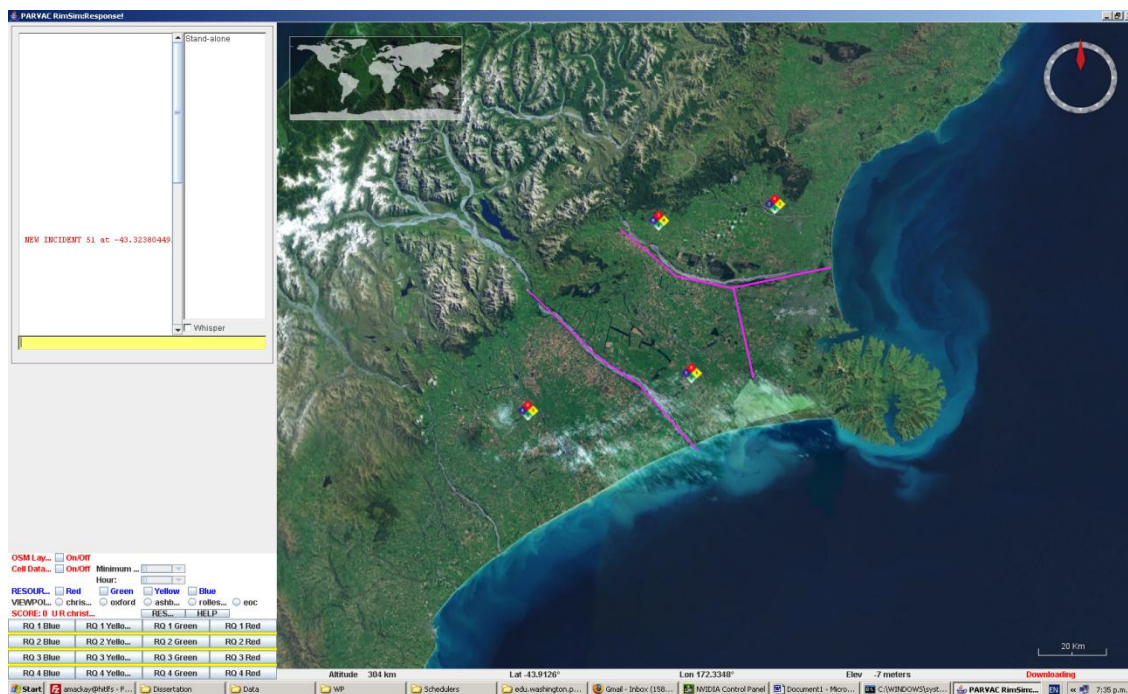 PARVAC RimSim:Response!
Stand-alone
NEW INCIDENT 51 at -43.32380449
Whisper
OSM Lay... On/Off
Cell Data... On/Off Minimum ...
Hour:
RESOUR... Red Green Yellow Blue
VIEWPOI... chris... oxford ashb... rolles... eoc
SCORE: 0 U R christ... RES... HELP
RQ 1 Blue RQ 1 Yello... RQ 1 Green RQ 1 Red
RQ 2 Blue RQ 2 Yello... RQ 2 Green RQ 2 Red
RQ 3 Blue RQ 3 Yello... RQ 3 Green RQ 3 Red
RQ 4 Blue RQ 4 Yello... RQ 4 Green RQ 4 Red
20 Km
Altitude 304 km Lat -43.9126° Lon 172.3348° Elev -7 meters Downloading
Start amackay@hitlfs - P... Dissertation Data WP Schedulers edu.washington.p... Gmail - Inbox (158... NVIDIA Control Panel Document1 - Micro... C:\WINDOWS\syst... PARVAC RimSim:... EN 7:35 p.m.